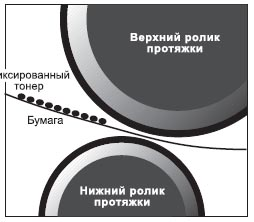 Верхний ролик
протяжки
иксированный
тонер
Бумага
Нижний ролик
протяжки